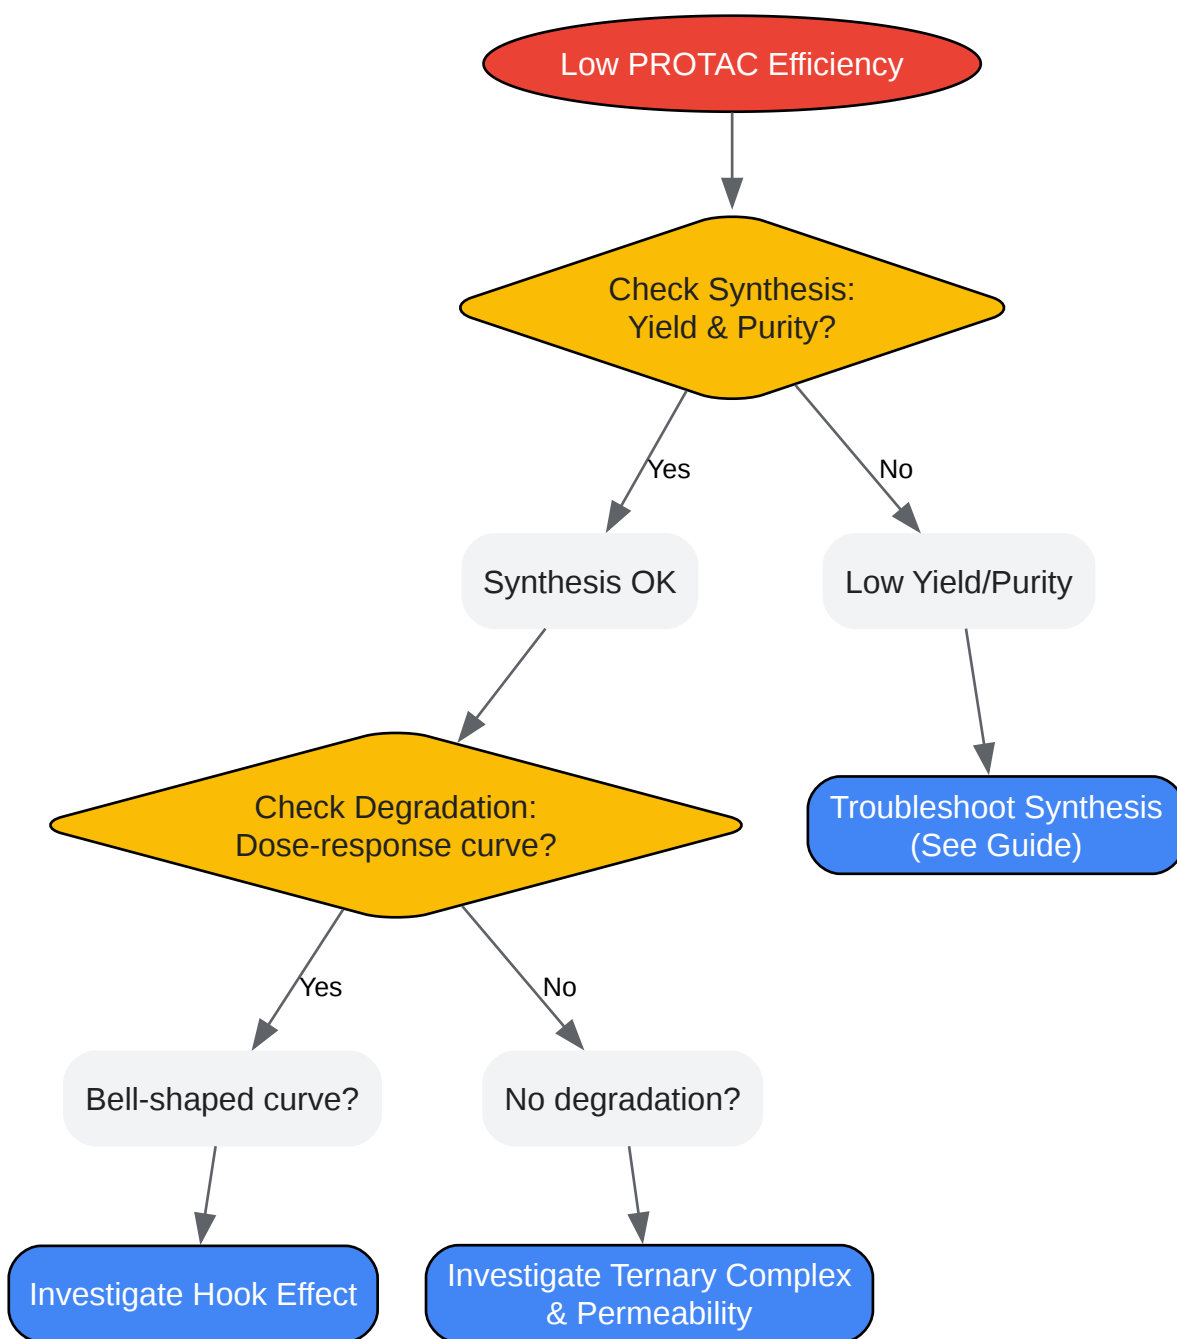 Low PROTAC Efficiency
Check Synthesis:
Yield & Purity?
Yes
No
Synthesis OK
Low Yield/Purity
Check Degradation:
Dose-response curve?
Troubleshoot Synthesis
(See Guide)
Yes
No
Bell-shaped curve?
No degradation?
Investigate Hook Effect
Investigate Ternary Complex
& Permeability